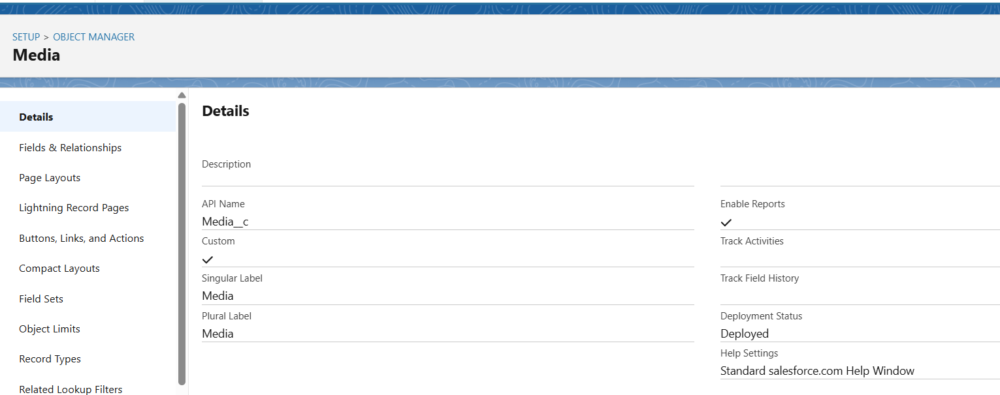 SETUP > OBJECT MANAGER
Media
Details
Fields & Relationships
Page Layouts
Lightning Record Pages
Buttons, Links, and Actions
Compact Layouts
Field Sets
Object Limits
Record Types
Related Lookup Filters
Details
Description
API Name
Media__c
Custom
Singular Label
Media
Plural Label
Media
Enable Reports
Track Activities
Track Field History
Deployment Status
Deployed
Help Settings
Standard salesforce.com Help Window